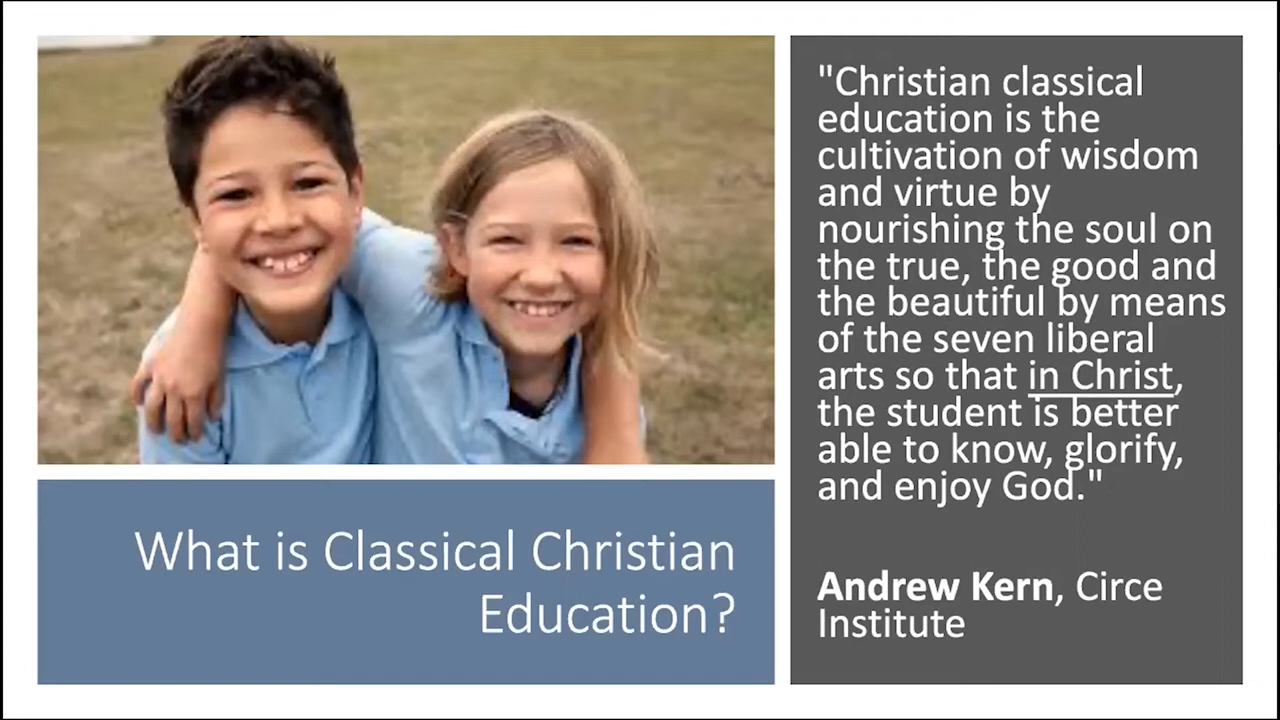 What is Classical Christian
Education?
"Christian classical
education is the
cultivation of wisdom
and virtue by
nourishing the soul on
the true, the good and
the beautiful by means
of the seven liberal
arts so that in Christ,
the student is better
able to know, glorify,
and enjoy God."
Andrew Kern, Circe
Institute